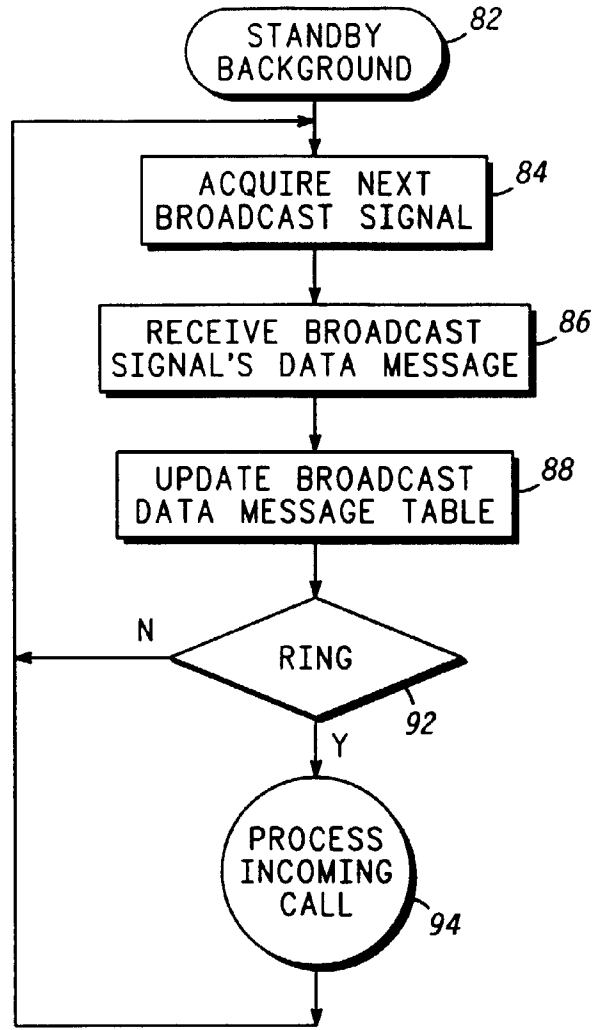 STANDBY
BACKGROUND
82
ACQUIRE NEXT
BROADCAST SIGNAL
84
RECEIVE BROADCAST
SIGNAL'S DATA MESSAGE
86
UPDATE BROADCAST
DATA MESSAGE TABLE
88
N
RING
92
Y
PROCESS
INCOMING
CALL
94